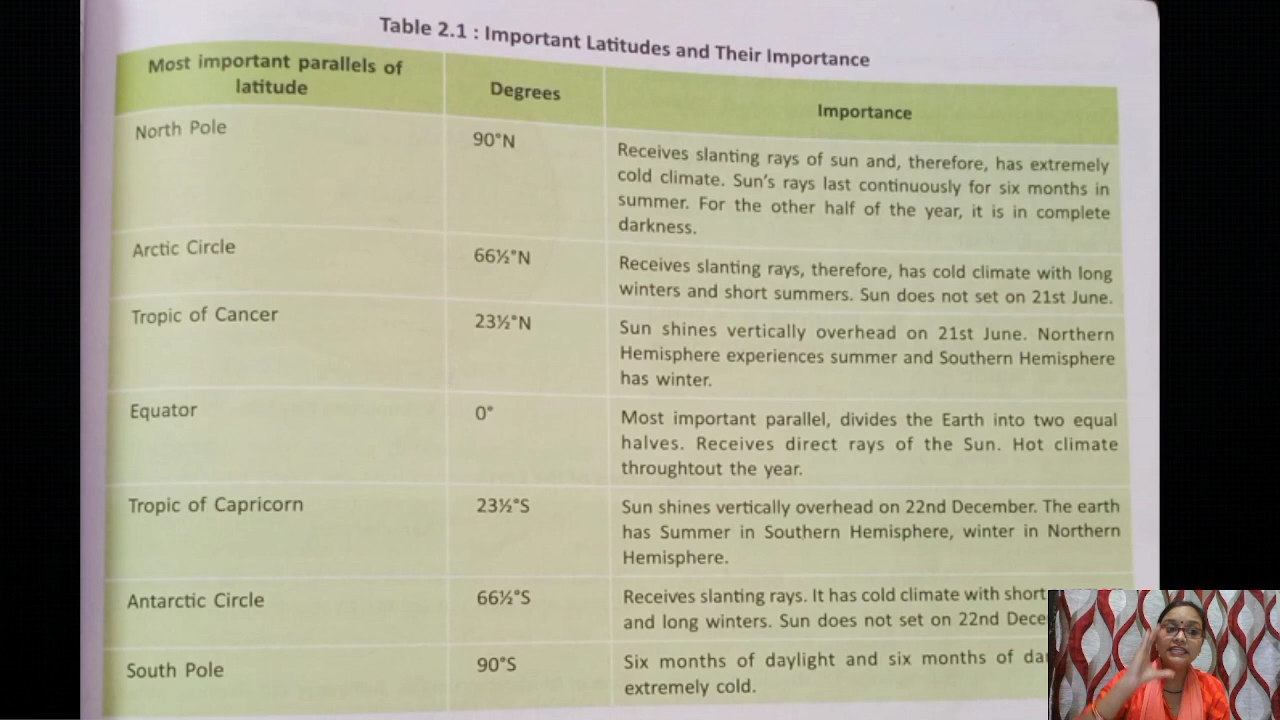 Table 2.1 : Important Latitudes and Their Importance
Most important parallels of
latitude
Degrees
Importance
North Pole
90°N
Receives slanting rays of sun and, therefore, has extremely
cold climate. Sun's rays last continuously for six months in
summer. For the other half of the year, it is in complete
darkness.
Arctic Circle
66½°N
Receives slanting rays, therefore, has cold climate with long
winters and short summers. Sun does not set on 21st June.
Tropic of Cancer
23½°N
Sun shines vertically overhead on 21st June. Northern
Hemisphere experiences summer and Southern Hemisphere
has winter.
Equator
0°
Most important parallel, divides the Earth into two equal
halves. Receives direct rays of the Sun. Hot climate
throughtout the year.
Tropic of Capricorn
23½°S
Sun shines vertically overhead on 22nd December. The earth
has Summer in Southern Hemisphere, winter in Northern
Hemisphere.
Antarctic Circle
66½°S
Receives slanting rays. It has cold climate with short
and long winters. Sun does not set on 22nd
South Pole
90°S
Six months of daylight and six months of
extremely cold.